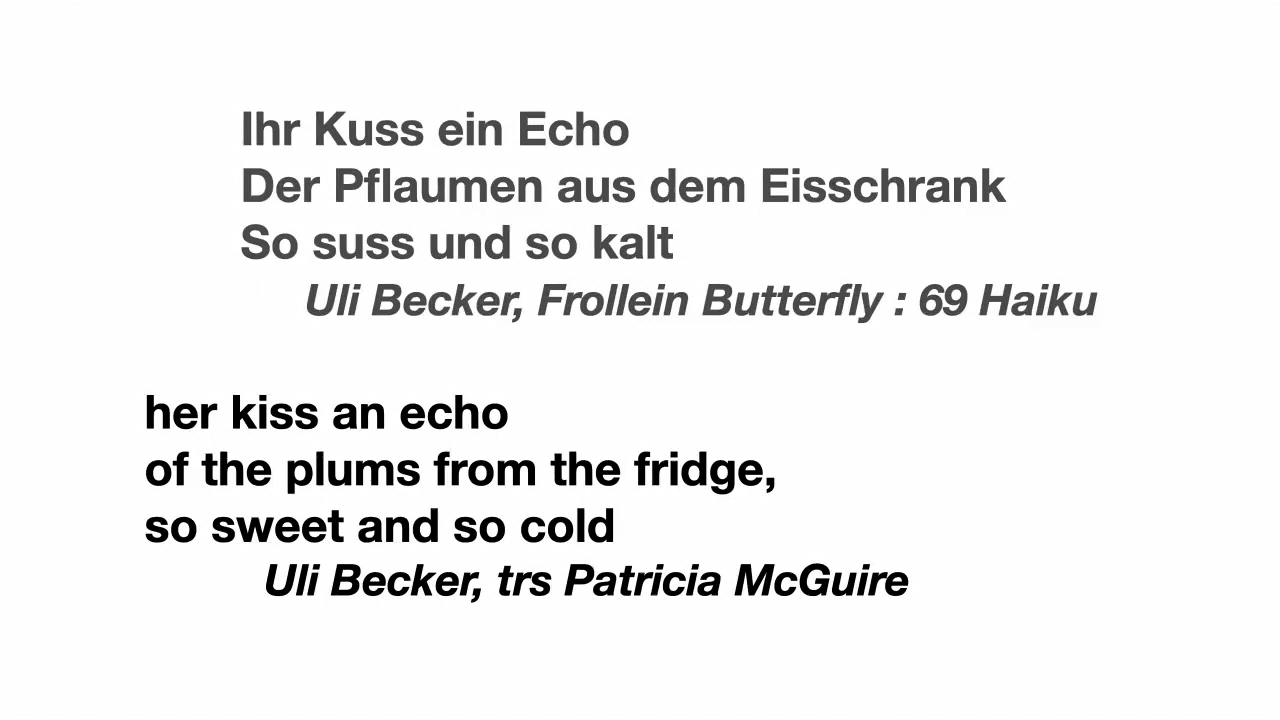 Ihr Kuss ein Echo
Der Pflaumen aus dem Eisschrank
So suss und so kalt
Uli Becker, Frollein Butterfly : 69 Haiku
her kiss an echo
of the plums from the fridge,
so sweet and so cold
Uli Becker, trs Patricia McGuire